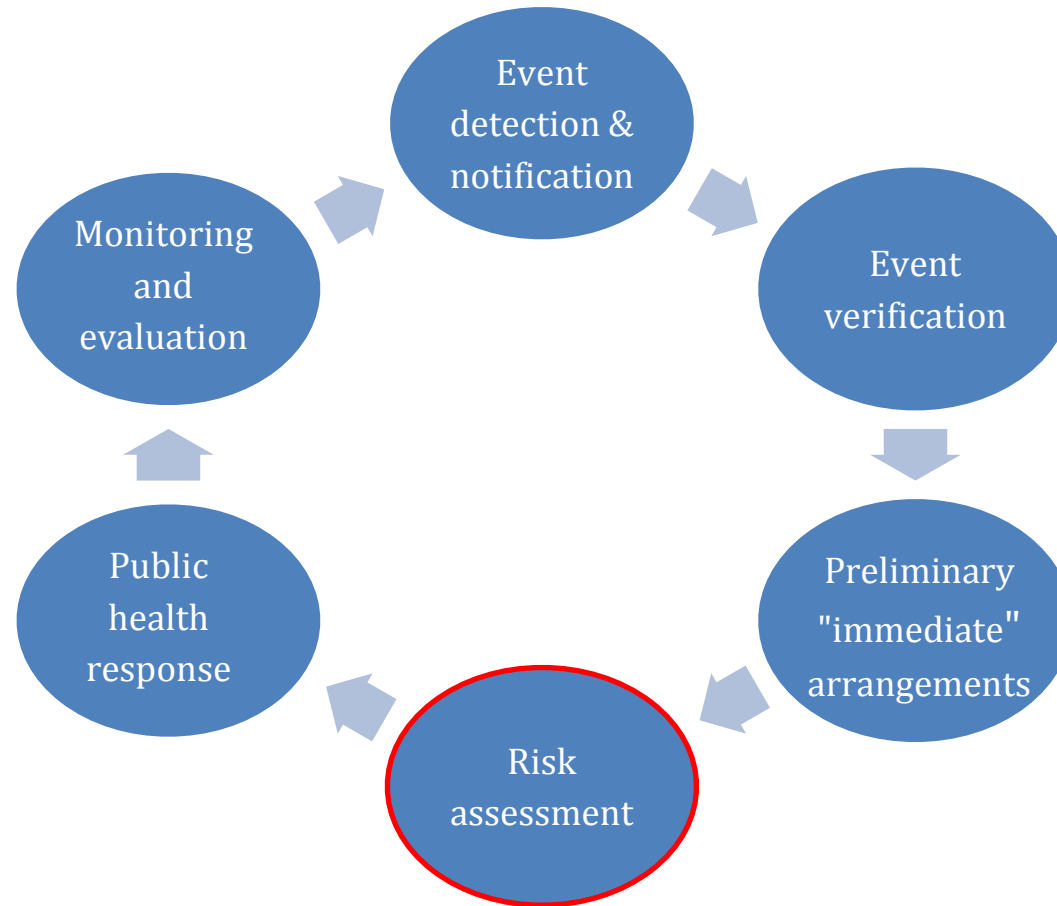 Event
detection &
notification
Event
verification
Preliminary
"immediate"
arrangements
Risk
assessment
Public
health
response
Monitoring
and
evaluation